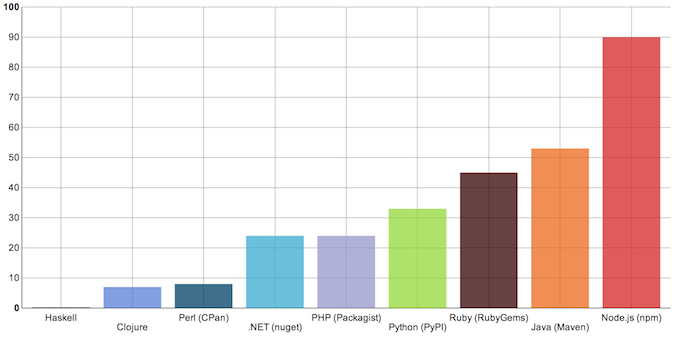 100
90
80
70
60
50
40
30
20
10
0
Haskell
Clojure
Perl (CPan)
.NET (nuget)
PHP (Packagist)
Python (PyPI)
Ruby (RubyGems)
Java (Maven)
Node.js (npm)